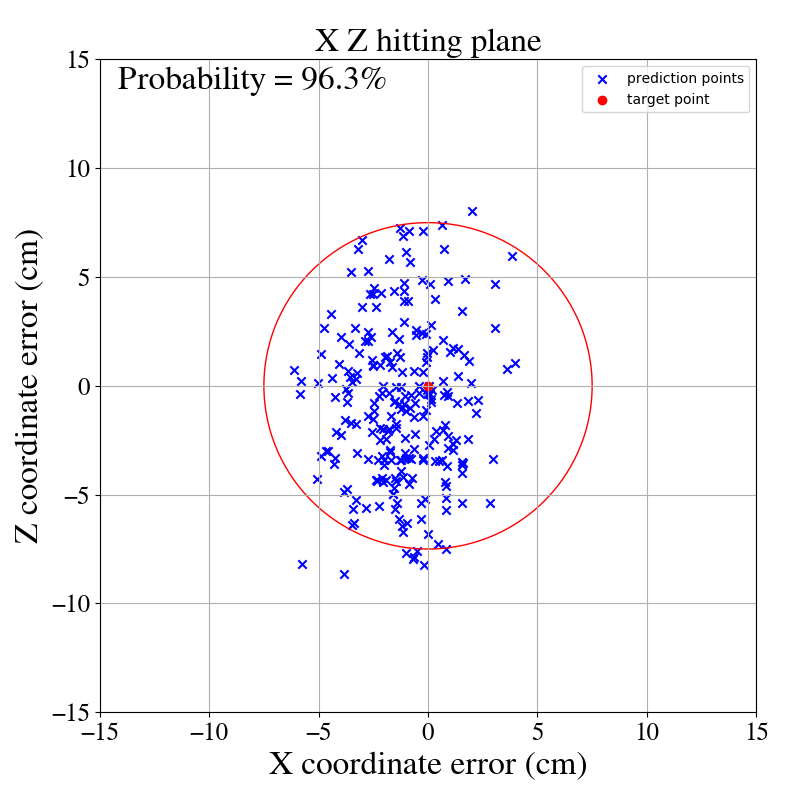 X Z hitting plane
Probability = 96.3%
prediction points
target point
15
10
5
0
−5
−10
−15
Z coordinate error (cm)
−15 −10 −5 0 5 10 15
X coordinate error (cm)